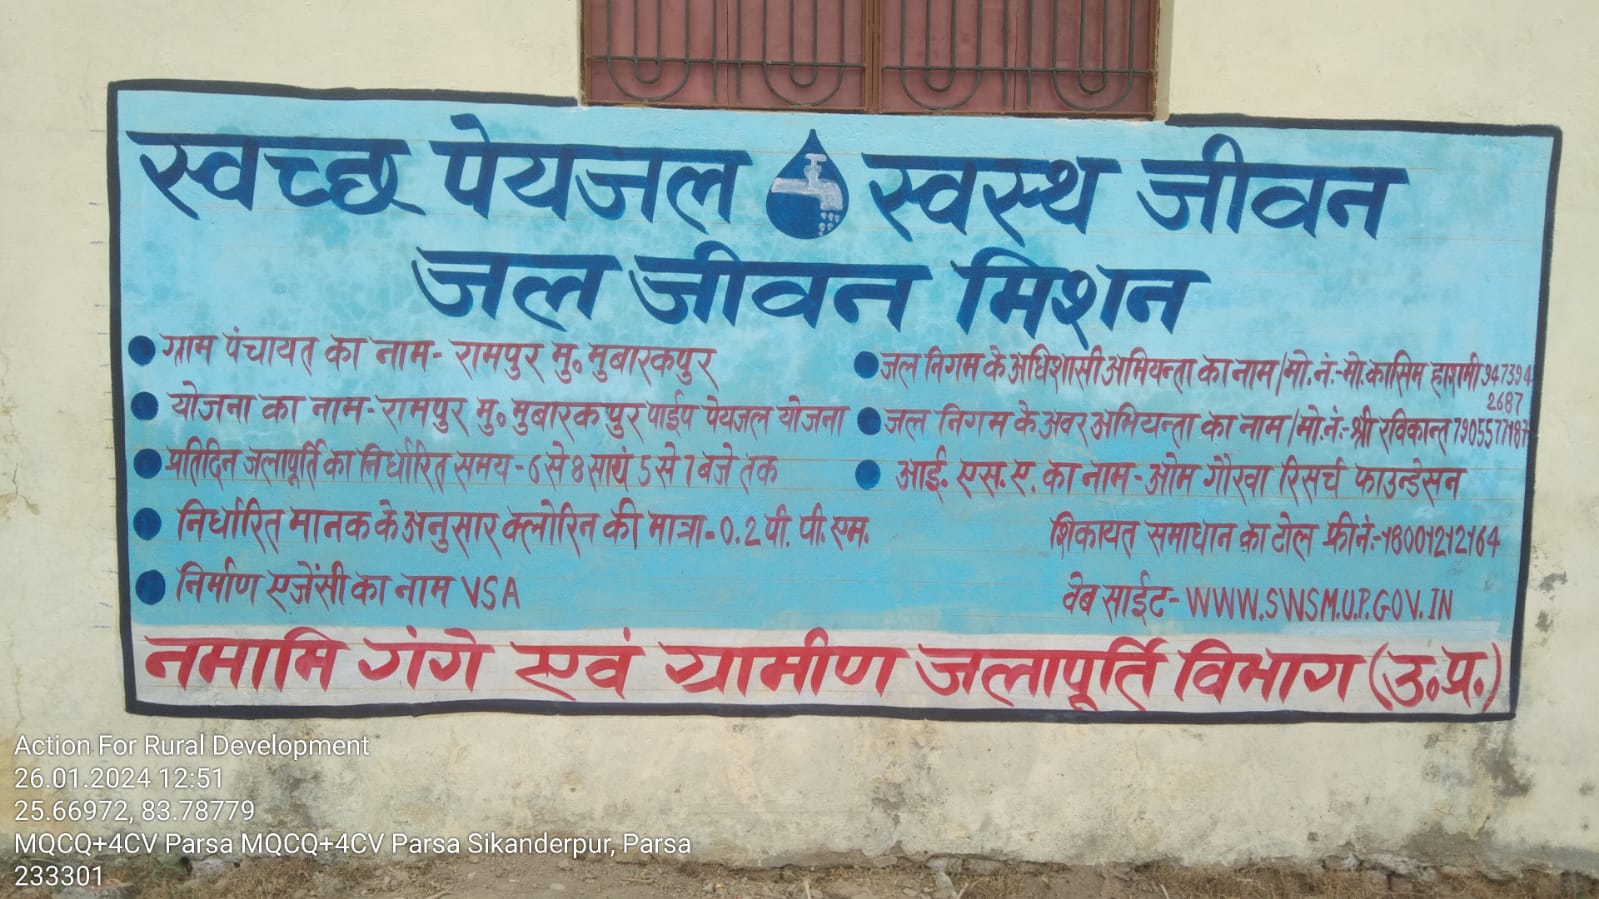 स्वच्छ पेयजल स्वस्थ जीवन
जल जीवन मिशन
ग्राम पंचायत का नाम- रामपुर मु० मुबारकपुर
योजना का नाम- रामपुर मु० मुबारकपुर पाईप पेयजल योजना
प्रतिदिन जलापूर्ति का निर्धारित समय - 6 से 8 सायं 5 से 7 बजे तक
निर्धारित मानक के अनुसार क्लोरिन की मात्रा- 0.2 पी. पी. एम.
निर्माण एजेंसी का नाम VSA
जल निगम के अधिशासी अभियन्ता का नाम/मो.नं.-मो. कासिम हाशमी 947394
2687
जल निगम के अवर अभियन्ता का नाम/मो.नं:- श्री रविकान्त
आई. एस. ए. का नाम - ओम गौरवा रिसर्च फाउन्डेसन
शिकायत समाधान का टोल फ्री नं:-18001212164
वेब साईट- WWW.SWSM.U.P.GOV.IN
नमामि गंगे एवं ग्रामीण जलापूर्ति विभाग (उ०प्र०)
Action For Rural Development
26.01.2024 12:51
25.66972, 83.78779
MQCQ+4CV Parsa MQCQ+4CV Parsa Sikanderpur, Parsa
233301